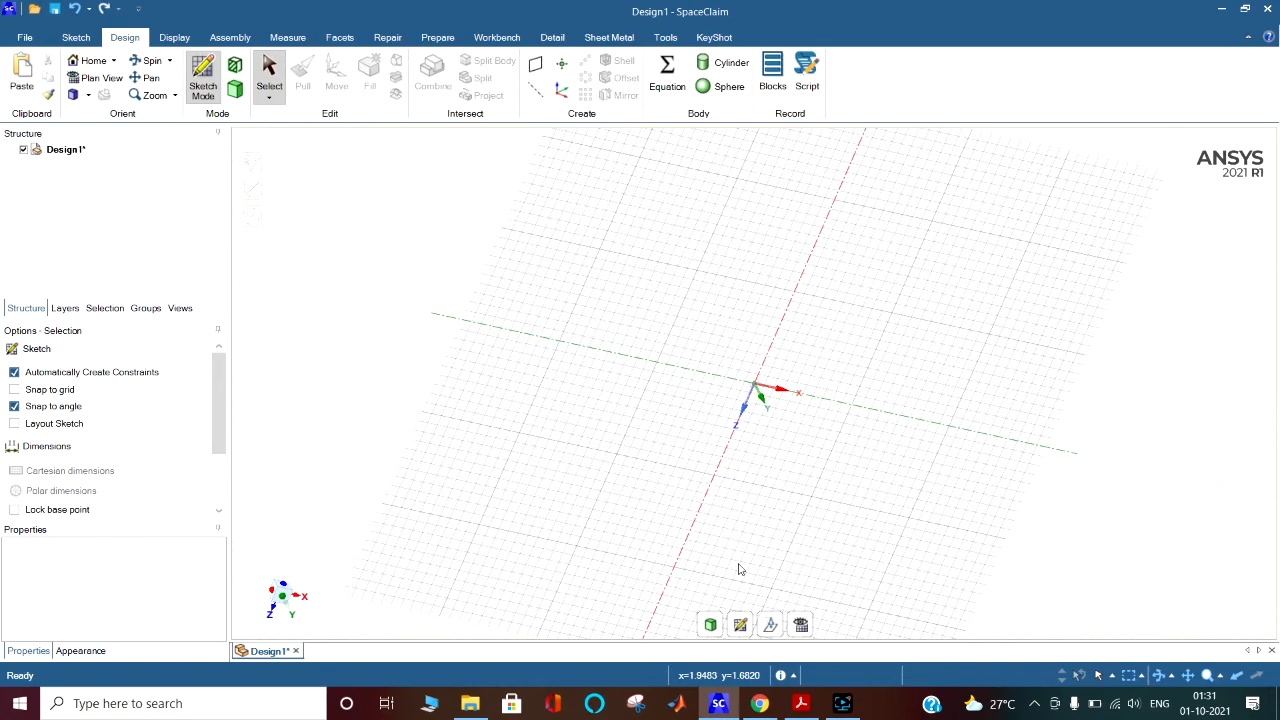 Design1* - SpaceClaim
File Sketch Design Display Assembly Measure Facets Repair Prepare Workbench Detail Sheet Metal Tools KeyShot
Home Spin
Plan View Pan
Zoom
Paste
Sketch Mode
Select Pull Move Fill
Combine
Split Body
Split
Project
Shell
Offset
Mirror
Equation
Cylinder
Sphere
Blocks Script
Clipboard Orient Mode Edit Intersect Create Body Record
Structure
Design1*
ANSYS
2021 R1
X
Y
Z
Structure Layers Selection Groups Views
Options - Selection
Sketch
Automatically Create Constraints
Snap to grid
Snap to angle
Layout Sketch
Dimensions
Cartesian dimensions
Polar dimensions
Lock base point
Properties
X
Z Y
Properties Appearance
Design1*
Ready
x=1.9483 y=1.6820
Type here to search
27°C
ENG
01:31
01-10-2021